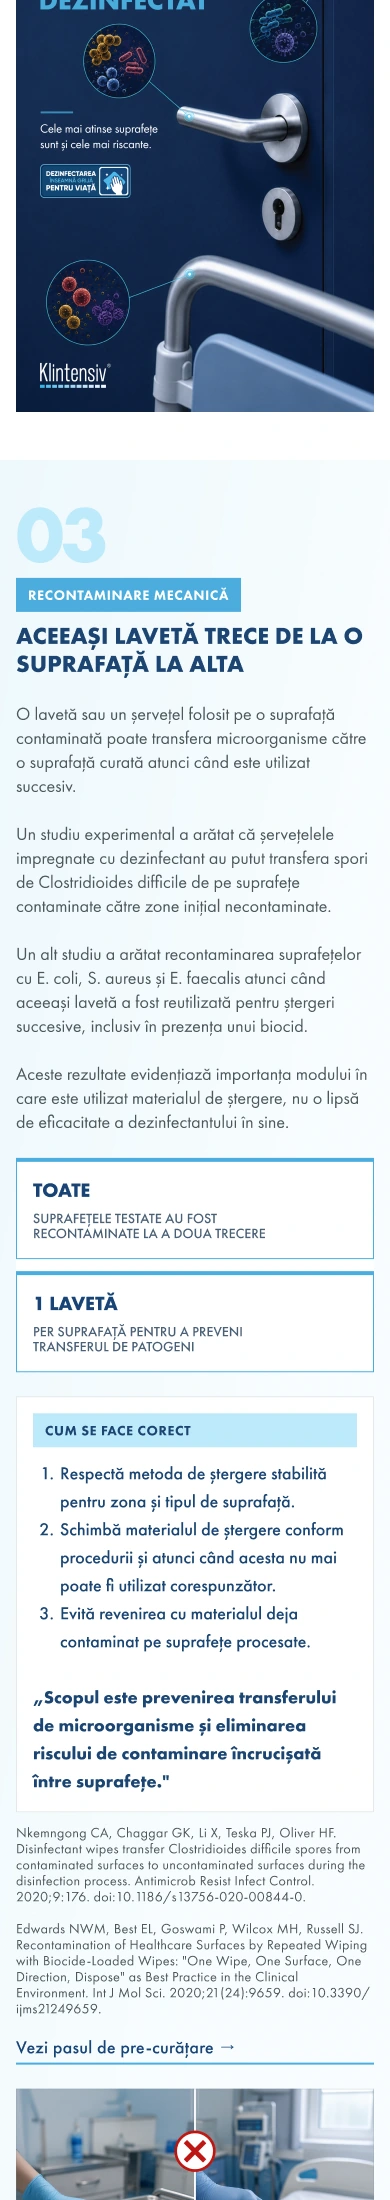 DEZINFECTAT
Cele mai atinse suprafețe
sunt și cele mai riscante.
DEZINFECTAREA
ÎNSEAMNĂ GRIJĂ
PENTRU VIAȚĂ
Klintensiv®
03
RECONTAMINARE MECANICĂ
ACEEAȘI LAVETĂ TRECE DE LA O
SUPRAFAȚĂ LA ALTA
O lavetă sau un șervețel folosit pe o suprafață
contaminată poate transfera microorganisme către
o suprafață curată atunci când este utilizat
succesiv.
Un studiu experimental a arătat că șervețelele
impregnate cu dezinfectant au putut transfera spori
de Clostridioides difficile de pe suprafețe
contaminate către zone inițial necontaminate.
Un alt studiu a arătat recontaminarea suprafețelor
cu E. coli, S. aureus și E. faecalis atunci când
aceeași lavetă a fost reutilizată pentru ștergeri
succesive, inclusiv în prezența unui biocid.
Aceste rezultate evidențiază importanța modului în
care este utilizat materialul de ștergere, nu o lipsă
de eficacitate a dezinfectantului în sine.
TOATE
SUPRAFEȚELE TESTATE AU FOST
RECONTAMINATE LA A DOUA TRECERE
1 LAVETĂ
PER SUPRAFAȚĂ PENTRU A PREVENI
TRANSFERUL DE PATOGENI
CUM SE FACE CORECT
1. Respectă metoda de ștergere stabilită
pentru zona și tipul de suprafață.
2. Schimbă materialul de ștergere conform
procedurii și atunci când acesta nu mai
poate fi utilizat corespunzător.
3. Evită revenirea cu materialul deja
contaminat pe suprafețe procesate.
„Scopul este prevenirea transferului
de microorganisme și eliminarea
riscului de contaminare încrucișată
între suprafețe."
Nkemngong CA, Chaggar GK, Li X, Teska PJ, Oliver HF.
Disinfectant wipes transfer Clostridioides difficile spores from
contaminated surfaces to uncontaminated surfaces during the
disinfection process. Antimicrob Resist Infect Control.
2020;9:176. doi:10.1186/s13756-020-00844-0.
Edwards NWM, Best EL, Goswami P, Wilcox MH, Russell SJ.
Recontamination of Healthcare Surfaces by Repeated Wiping
with Biocide-Loaded Wipes: "One Wipe, One Surface, One
Direction, Dispose" as Best Practice in the Clinical
Environment. Int J Mol Sci. 2020;21(24):9659. doi:10.3390/
ijms21249659.
Vezi pasul de pre-curățare →